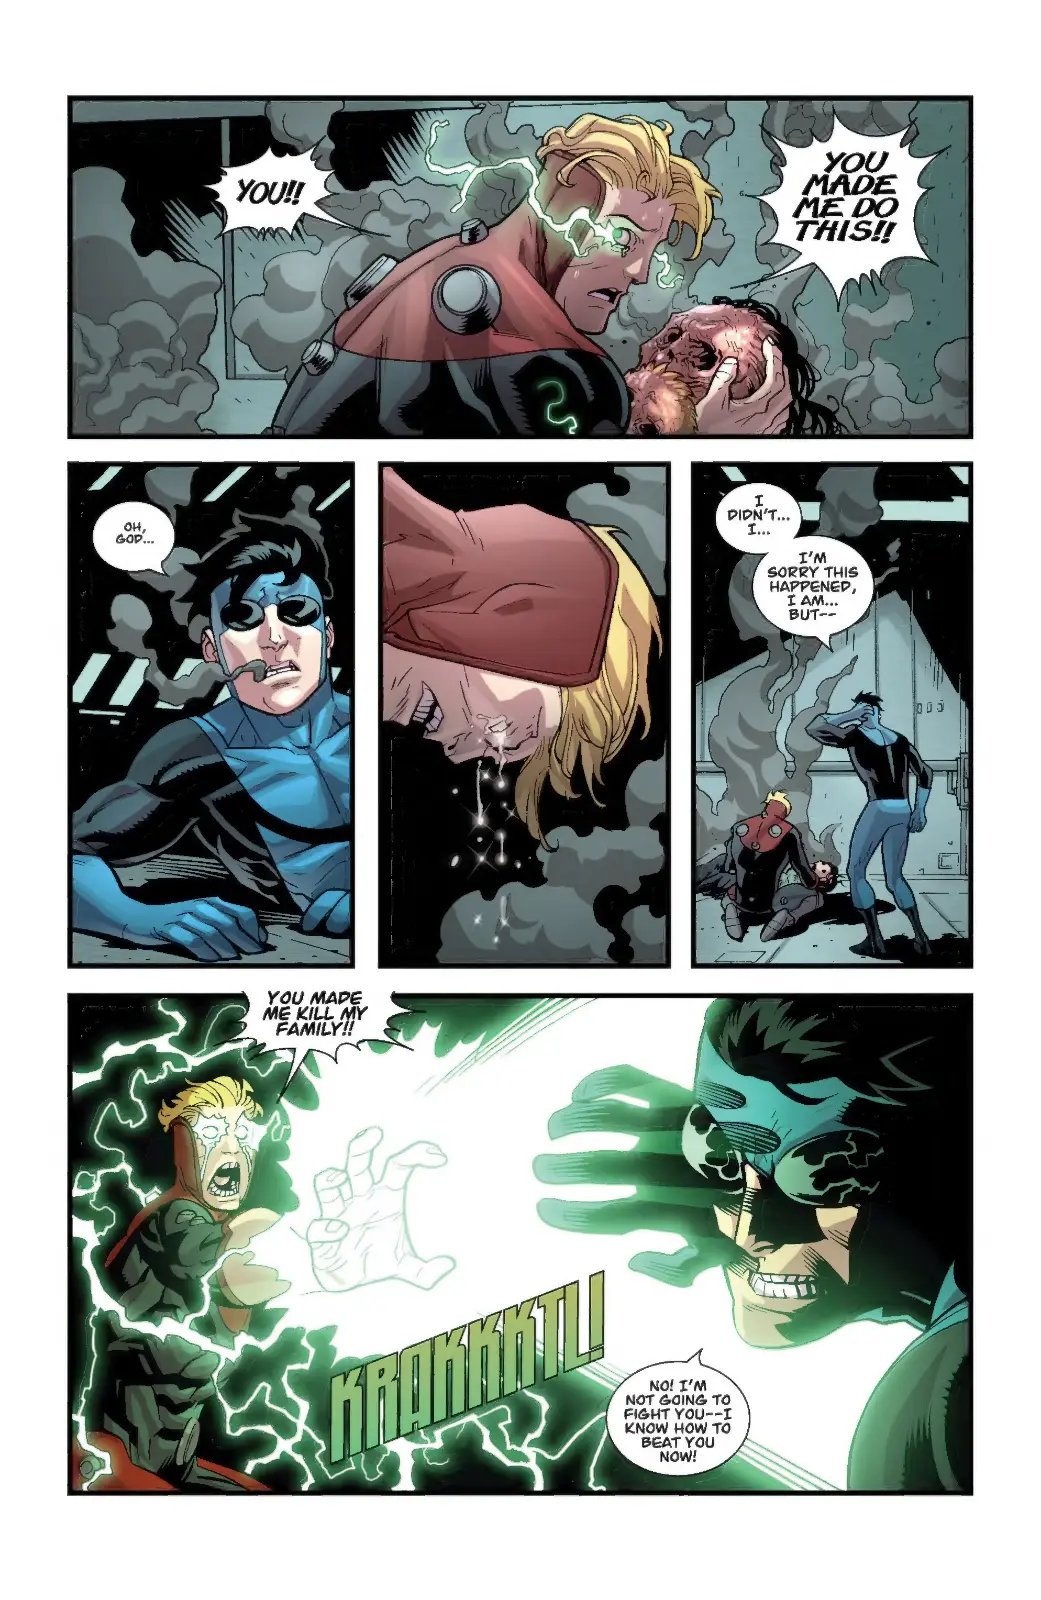 YOU!!
YOU
MADE
ME DO
THIS!!
OH,
GOD...
I
DIDN'T...
I...
I'M
SORRY THIS
HAPPENED,
I AM...
BUT--
YOU MADE
ME KILL MY
FAMILY!!
KRAKKKTL!
NO! I'M
NOT GOING TO
FIGHT YOU--I
KNOW HOW TO
BEAT YOU
NOW!